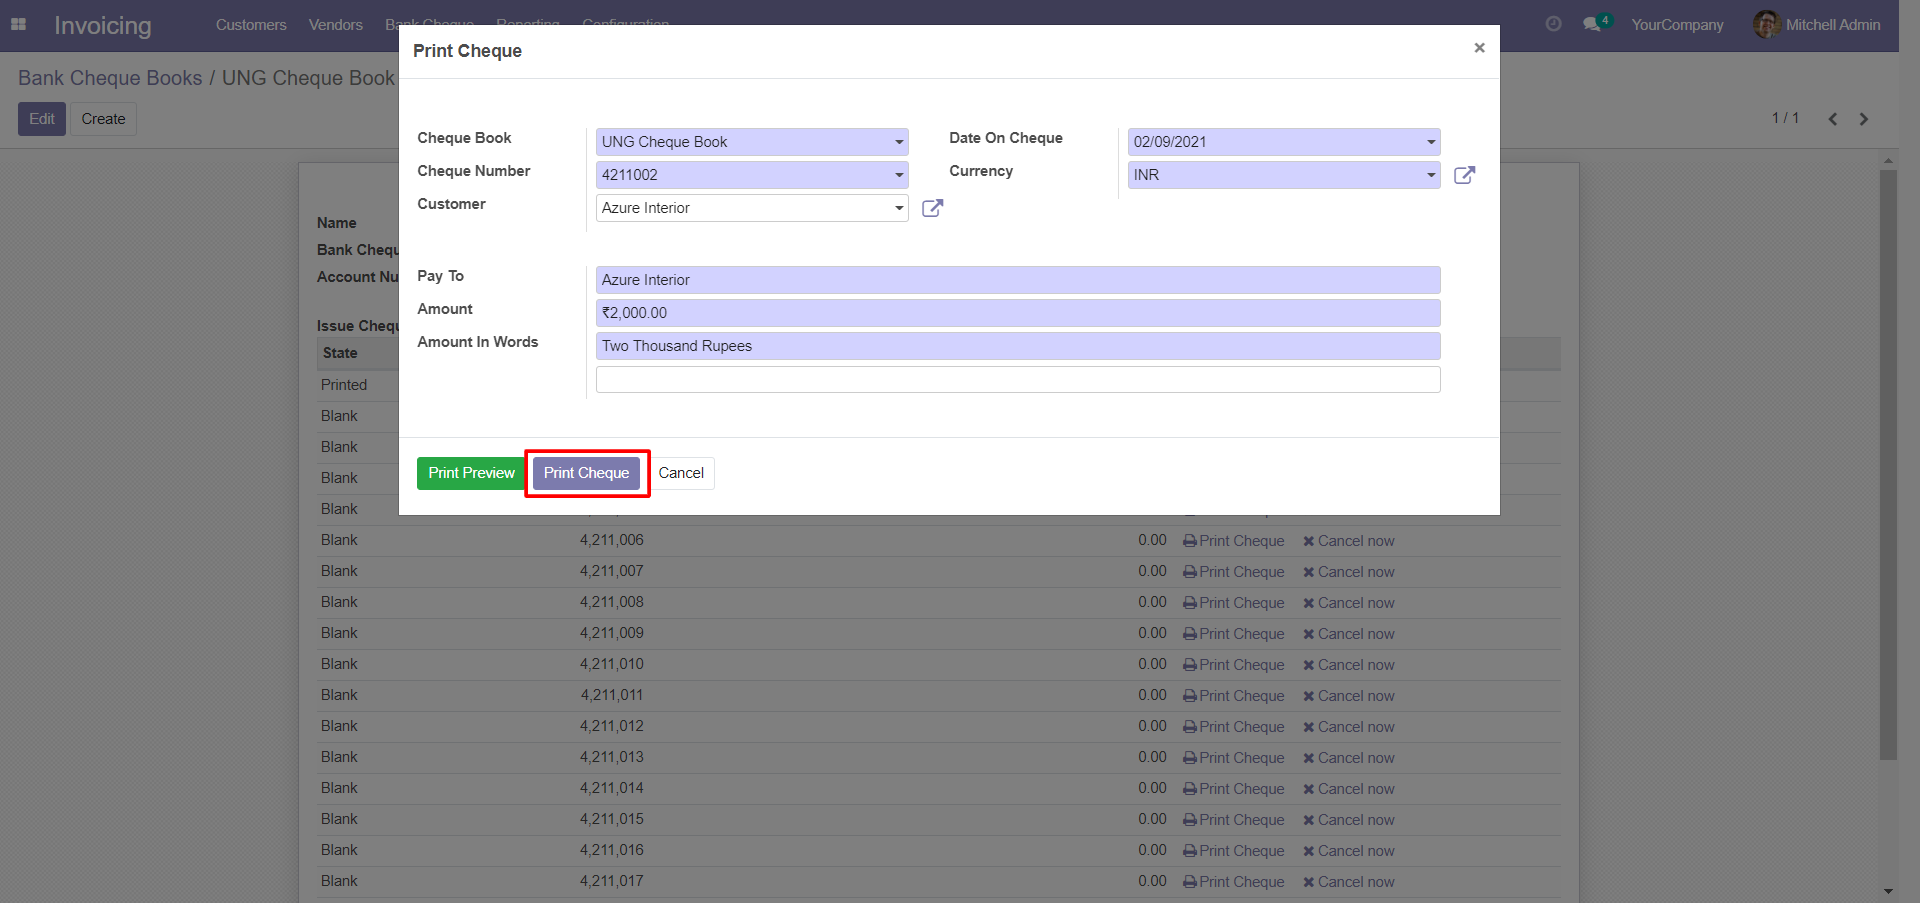 Invoicing Customers Vendors Bank Cheque Reporting Configuration 4 YourCompany Mitchell Admin
Bank Cheque Books / UNG Cheque Book
Edit Create
1 / 1
Print Cheque ×
Cheque Book UNG Cheque Book Date On Cheque 02/09/2021
Cheque Number 4211002 Currency INR
Customer Azure Interior
Pay To Azure Interior
Amount ₹2,000.00
Amount In Words Two Thousand Rupees
Print Preview Print Cheque Cancel
Name
Bank Chequ
Account Nu
Issue Chequ
State
Printed
Blank
Blank
Blank
Blank
Blank 4,211,006 0.00 Print Cheque Cancel now
Blank 4,211,007 0.00 Print Cheque Cancel now
Blank 4,211,008 0.00 Print Cheque Cancel now
Blank 4,211,009 0.00 Print Cheque Cancel now
Blank 4,211,010 0.00 Print Cheque Cancel now
Blank 4,211,011 0.00 Print Cheque Cancel now
Blank 4,211,012 0.00 Print Cheque Cancel now
Blank 4,211,013 0.00 Print Cheque Cancel now
Blank 4,211,014 0.00 Print Cheque Cancel now
Blank 4,211,015 0.00 Print Cheque Cancel now
Blank 4,211,016 0.00 Print Cheque Cancel now
Blank 4,211,017 0.00 Print Cheque Cancel now